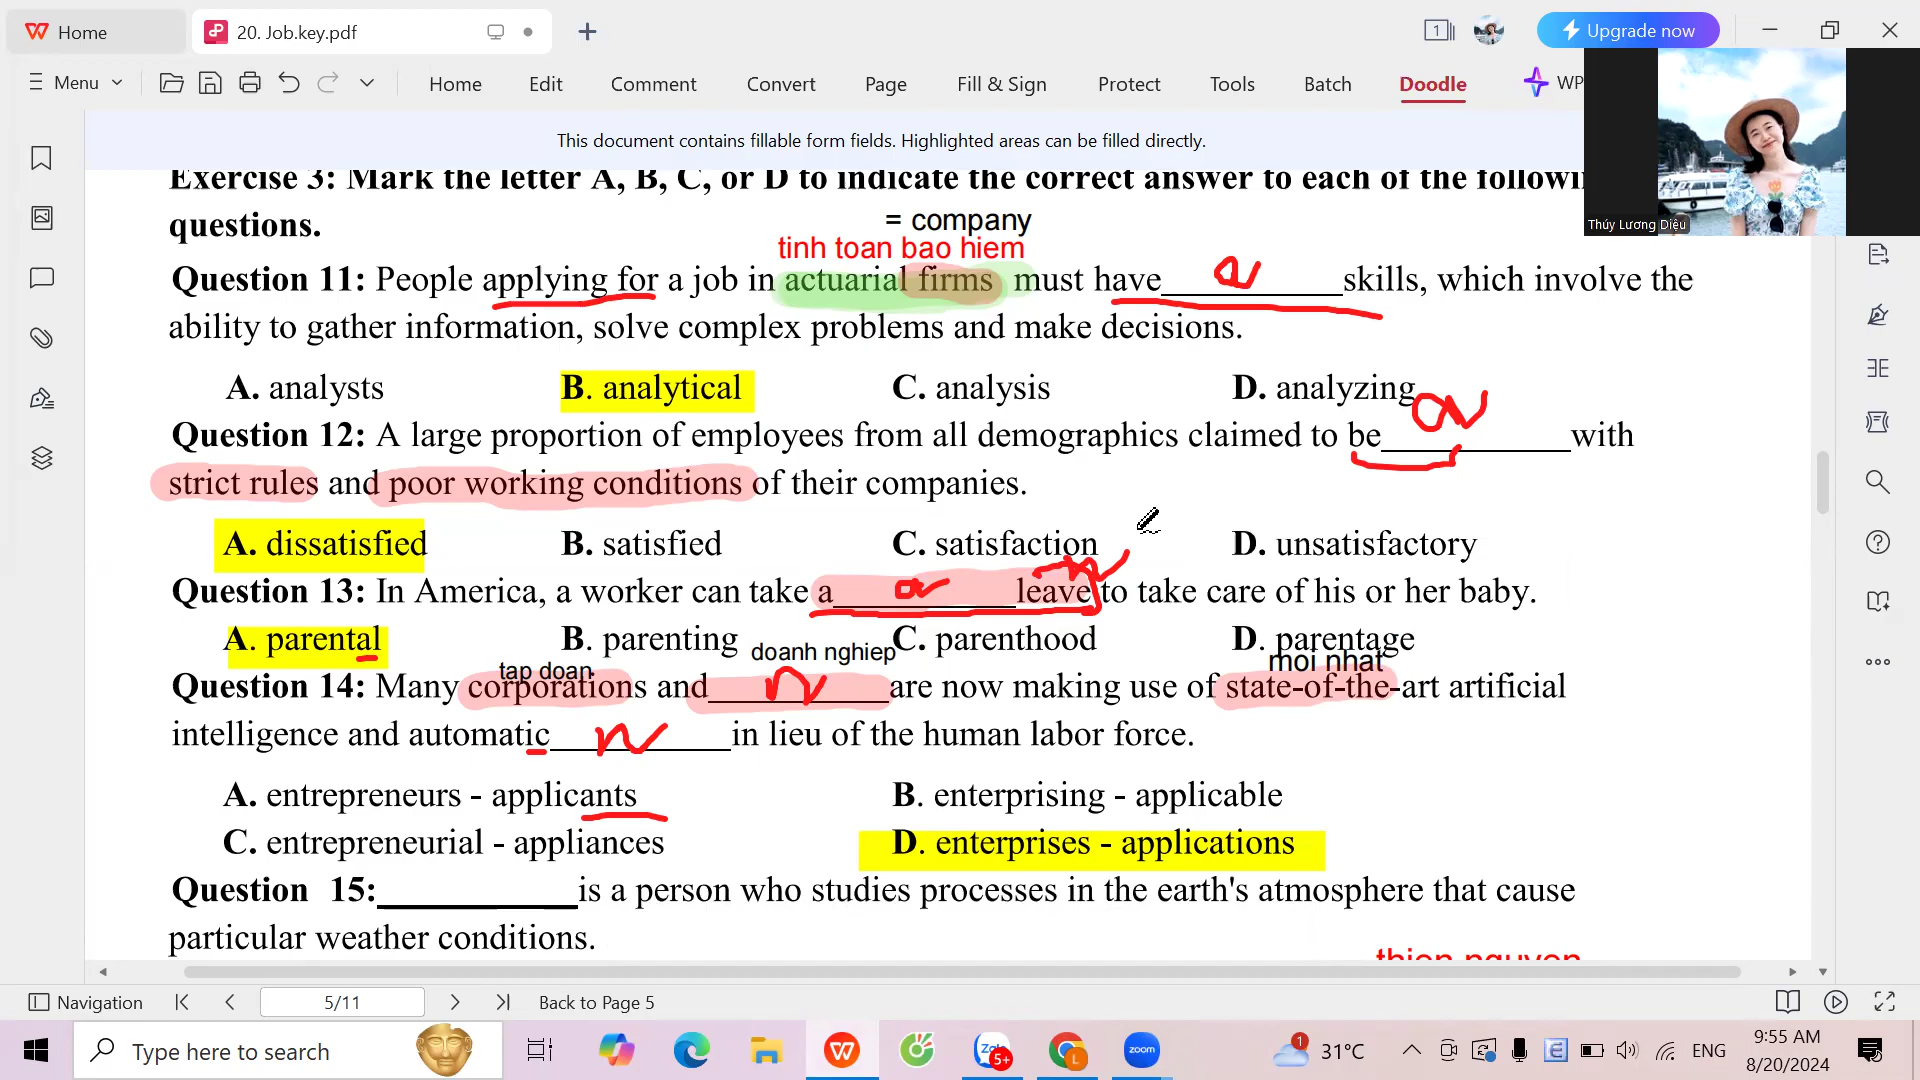 Home
20. Job.key.pdf
1
Upgrade now
Menu
Home Edit Comment Convert Page Fill & Sign Protect Tools Batch Doodle WP
This document contains fillable form fields. Highlighted areas can be filled directly.
Thúy Lương Diệu
Exercise 3: Mark the letter A, B, C, or D to indicate the correct answer to each of the
questions.
= company
tinh toan bao hiem
Question 11: People applying for a job in actuarial firms must have__________skills, which involve the
a
ability to gather information, solve complex problems and make decisions.
A. analysts B. analytical C. analysis D. analyzing
Question 12: A large proportion of employees from all demographics claimed to be__________with
strict rules and poor working conditions of their companies.
A. dissatisfied B. satisfied C. satisfaction D. unsatisfactory
n
Question 13: In America, a worker can take a__________leave to take care of his or her baby.
a
A. parental B. parenting C. parenthood D. parentage
tap doan doanh nghiep moi nhat
Question 14: Many corporations and__________are now making use of state-of-the-art artificial
n
intelligence and automatic__________in lieu of the human labor force.
n
A. entrepreneurs - applicants B. enterprising - applicable
C. entrepreneurial - appliances D. enterprises - applications
Question 15:___________is a person who studies processes in the earth's atmosphere that cause
particular weather conditions.
thien nguyen
Navigation 5/11 Back to Page 5
Type here to search
Zalo 5+
L
zoom
1
31°C
ENG
9:55 AM
8/20/2024